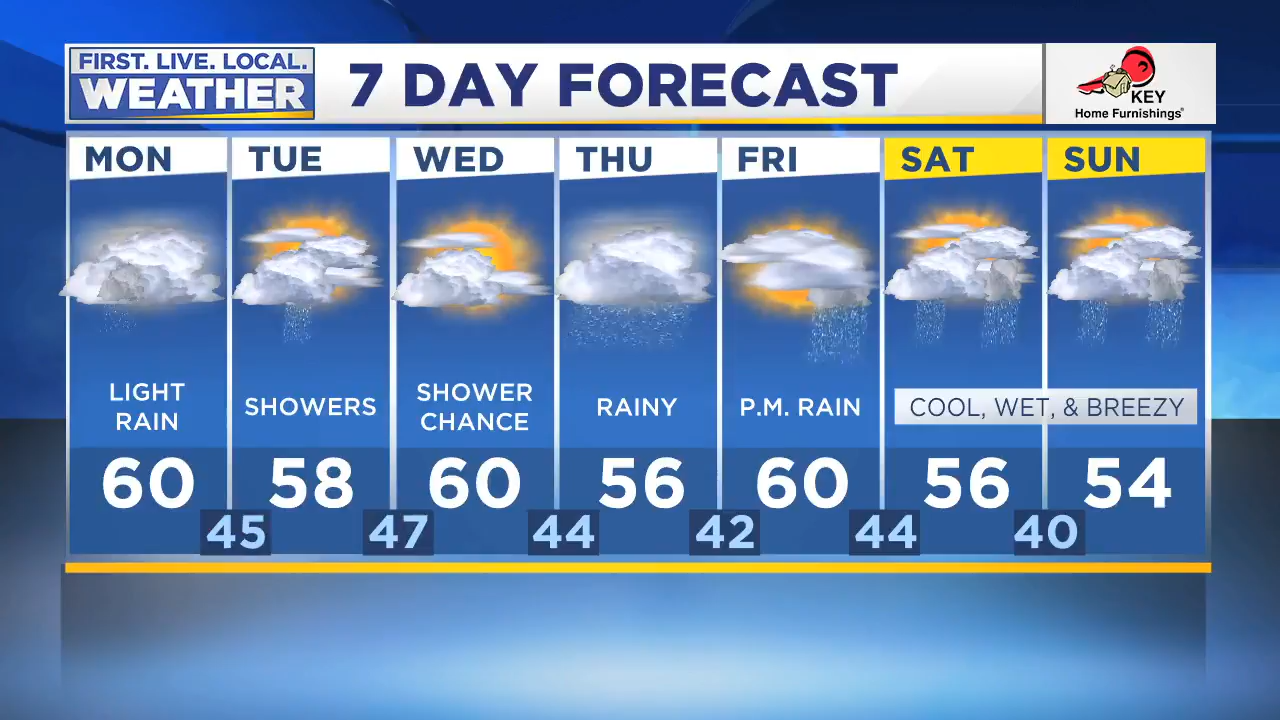 FIRST. LIVE. LOCAL.
WEATHER
7 DAY FORECAST
KEY
Home Furnishings®
MON TUE WED THU FRI SAT SUN
LIGHT
RAIN
SHOWERS
SHOWER
CHANCE
RAINY
P.M. RAIN
COOL, WET, & BREEZY
60 58 60 56 60 56 54
45 47 44 42 44 40